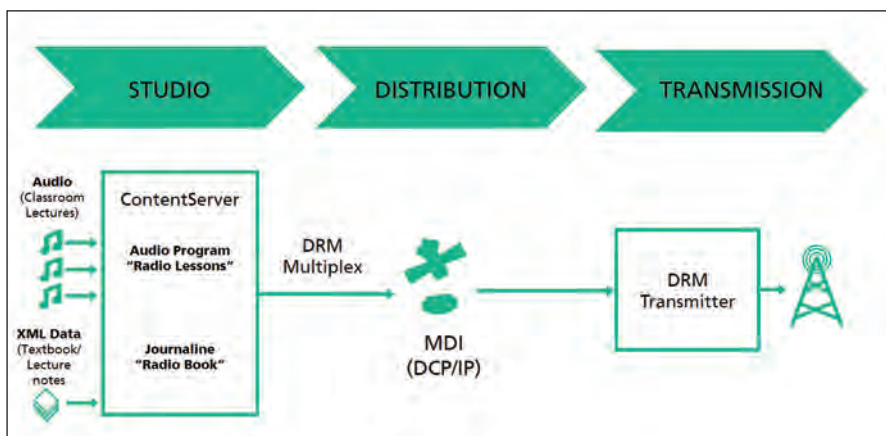 STUDIO
DISTRIBUTION
TRANSMISSION
Audio
(Classroom
Lectures)
ContentServer
Audio Program
“Radio Lessons”
XML Data
(Textbook/
Lecture
notes
Journaline
“Radio Book”
DRM
Multiplex
MDI
(DCP/IP)
DRM
Transmitter